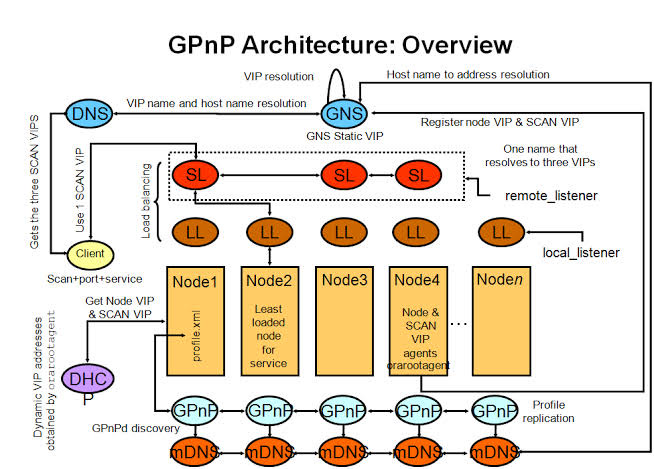 GPnP Architecture: Overview
VIP resolution
Host name to address resolution
DNS
VIP name and host name resolution
GNS
GNS Static VIP
Register node VIP & SCAN VIP
Gets the three SCAN VIPS
Use 1 SCAN VIP
Load balancing
SL
SL
SL
One name that
resolves to three VIPs
remote_listener
LL
LL
LL
LL
LL
local_listener
Client
Scan+port+service
Node1
Node2
Node3
Node4
Noden
profile.xml
Least
loaded
node
for
service
Node &
SCAN
VIP
agents
orarootagent
...
Get Node VIP
& SCAN VIP
DHC
P
Dynamic VIP addresses
obtained by orarootagent
GPnPd discovery
GPnP
GPnP
GPnP
GPnP
GPnP
Profile
replication
mDNS
mDNS
mDNS
mDNS
mDNS